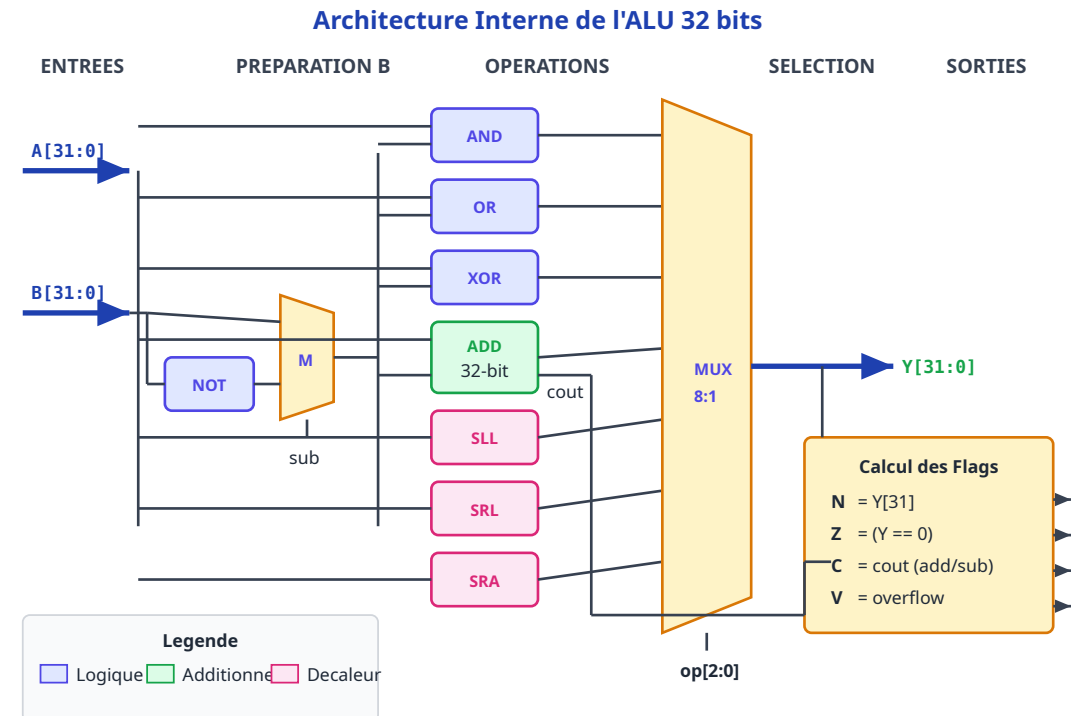 Architecture Interne de l'ALU 32 bits
ENTREES
PREPARATION B
OPERATIONS
SELECTION
SORTIES
A[31:0]
B[31:0]
NOT
M
sub
AND
OR
XOR
ADD
32-bit
cout
SLL
SRL
SRA
MUX
8:1
op[2:0]
Y[31:0]
Calcul des Flags
N = Y[31]
Z = (Y == 0)
C = cout (add/sub)
V = overflow
Legende
Logique
Additionne
Decaleur